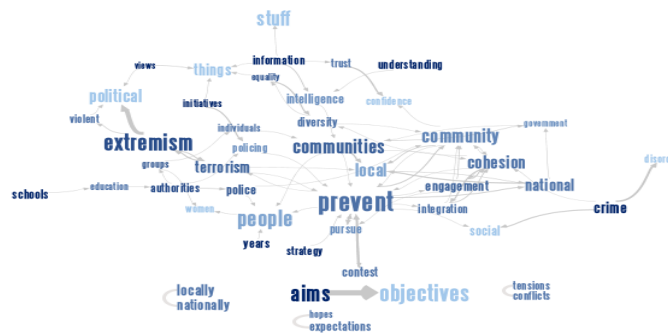 stuff
views
things
information
trust
understanding
equality
political
initiatives
intelligence
confidence
violent
individuals
diversity
government
extremism
policing
communities
community
groups
terrorism
local
cohesion
schools
education
authorities
police
engagement
national
women
people
prevent
integration
crime
pursue
social
years
strategy
contest
locally
nationally
aims
objectives
tensions
conflicts
hopes
expectations